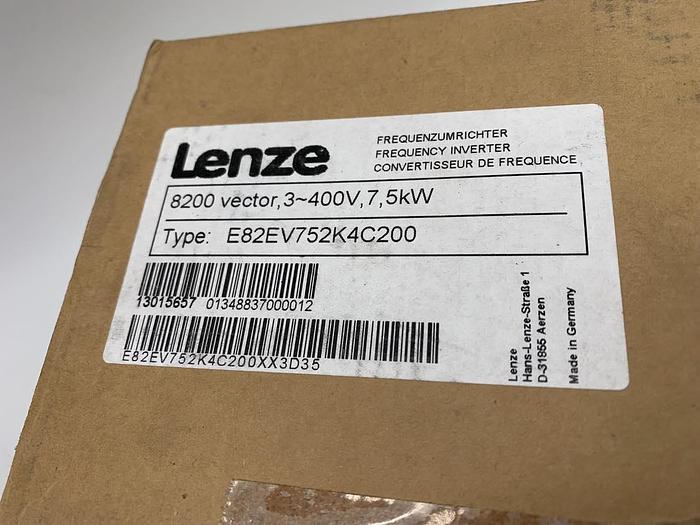 Lenze
FREQUENZUMRICHTER
FREQUENCY INVERTER
CONVERTISSEUR DE FREQUENCE
8200 vector,3~400V,7,5kW
Type: E82EV752K4C200
13015657 01348837000012
E82EV752K4C200XX3D35
Lenze
Hans-Lenze-Straße 1
D-31855 Aerzen
Made in Germany